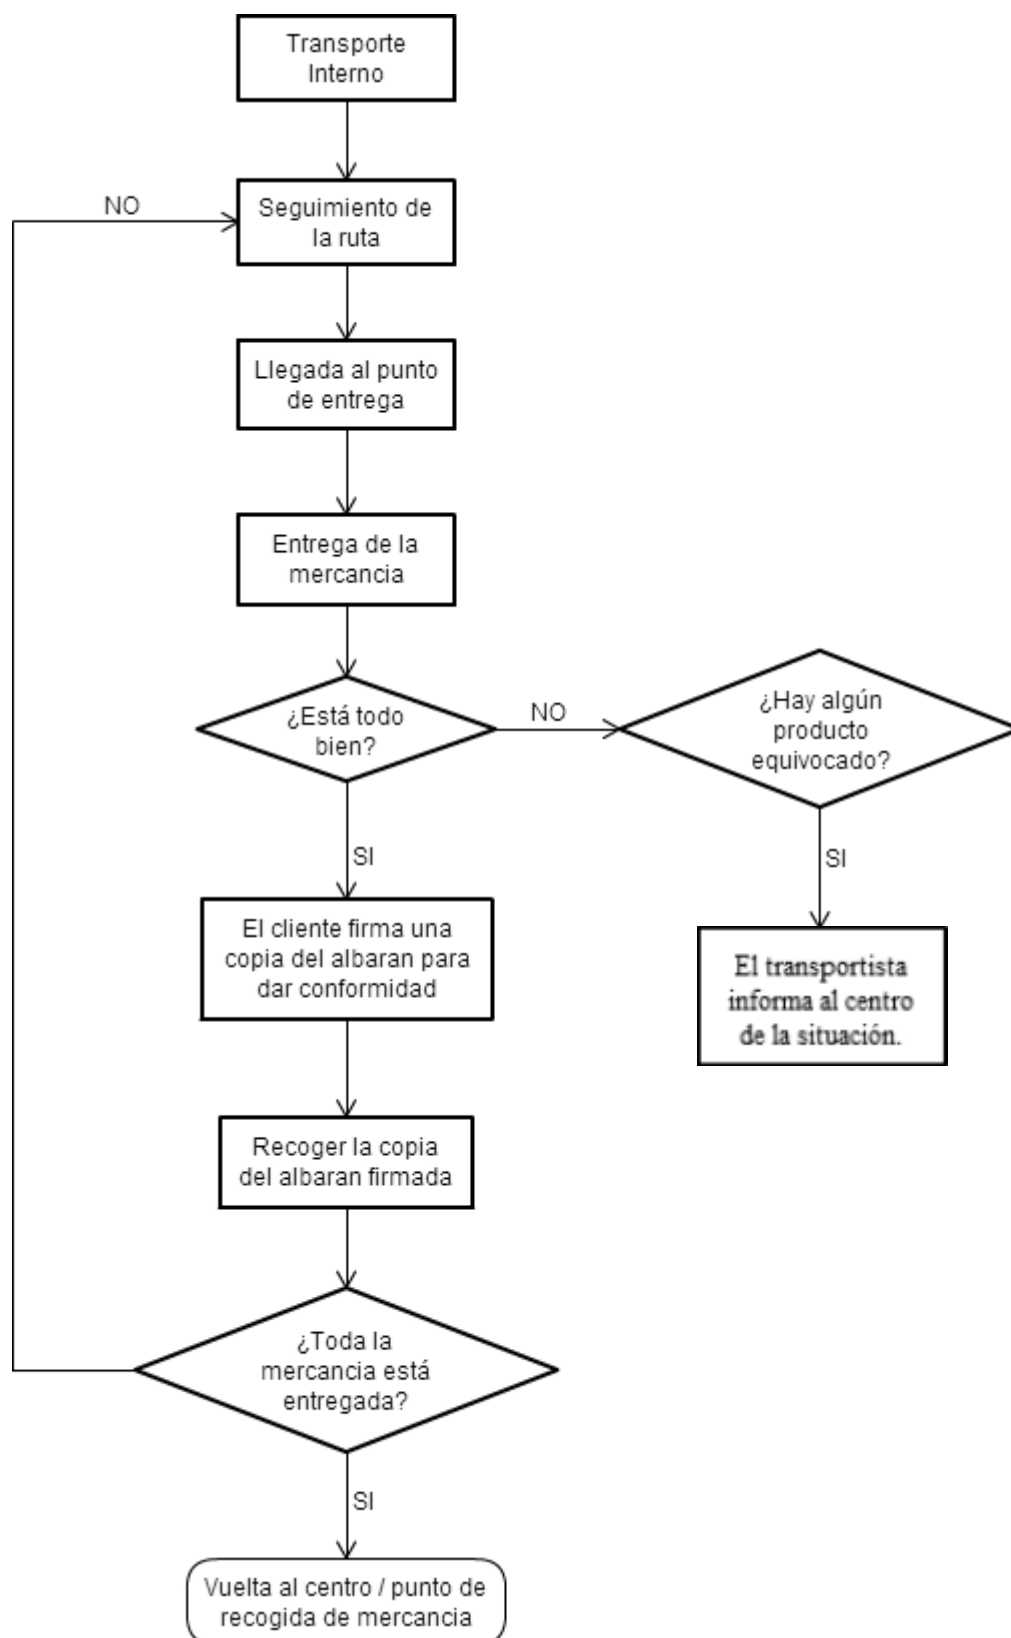 Transporte
Interno
NO
Seguimiento de
la ruta
Llegada al punto
de entrega
Entrega de la
mercancia
¿Está todo
bien?
NO
¿Hay algún
producto
equivocado?
SI
El cliente firma una
copia del albaran para
dar conformidad
SI
El transportista
informa al centro
de la situación.
Recoger la copia
del albaran firmada
¿Toda la
mercancia está
entregada?
SI
Vuelta al centro / punto de
recogida de mercancia